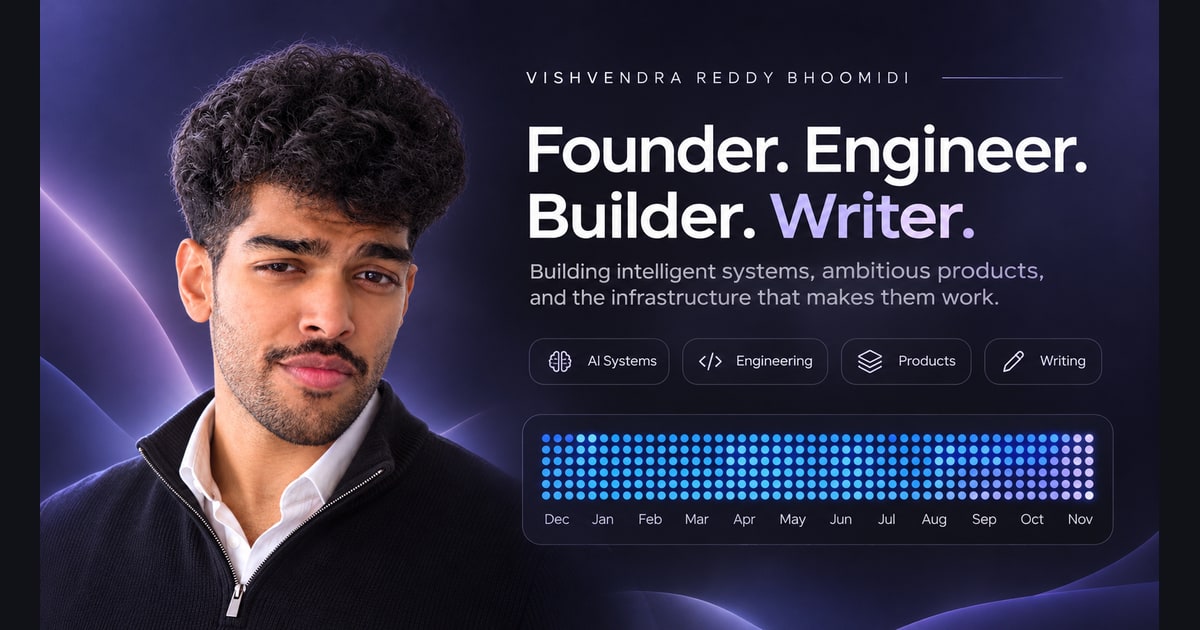 VISHVENDRA REDDY BHOOMIDI
Founder. Engineer.
Builder. Writer.
Building intelligent systems, ambitious products,
and the infrastructure that makes them work.
AI Systems
Engineering
Products
Writing
Dec Jan Feb Mar Apr May Jun Jul Aug Sep Oct Nov